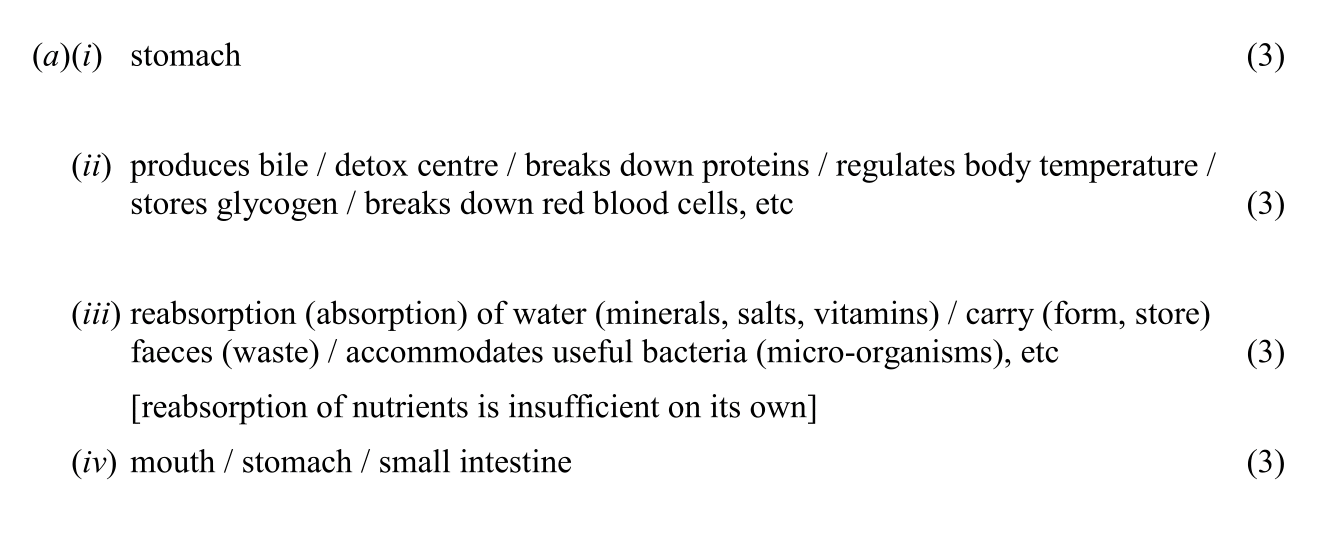 (a)(i) stomach (3)
(ii) produces bile / detox centre / breaks down proteins / regulates body temperature /
stores glycogen / breaks down red blood cells, etc (3)
(iii) reabsorption (absorption) of water (minerals, salts, vitamins) / carry (form, store)
faeces (waste) / accommodates useful bacteria (micro-organisms), etc (3)
[reabsorption of nutrients is insufficient on its own]
(iv) mouth / stomach / small intestine (3)